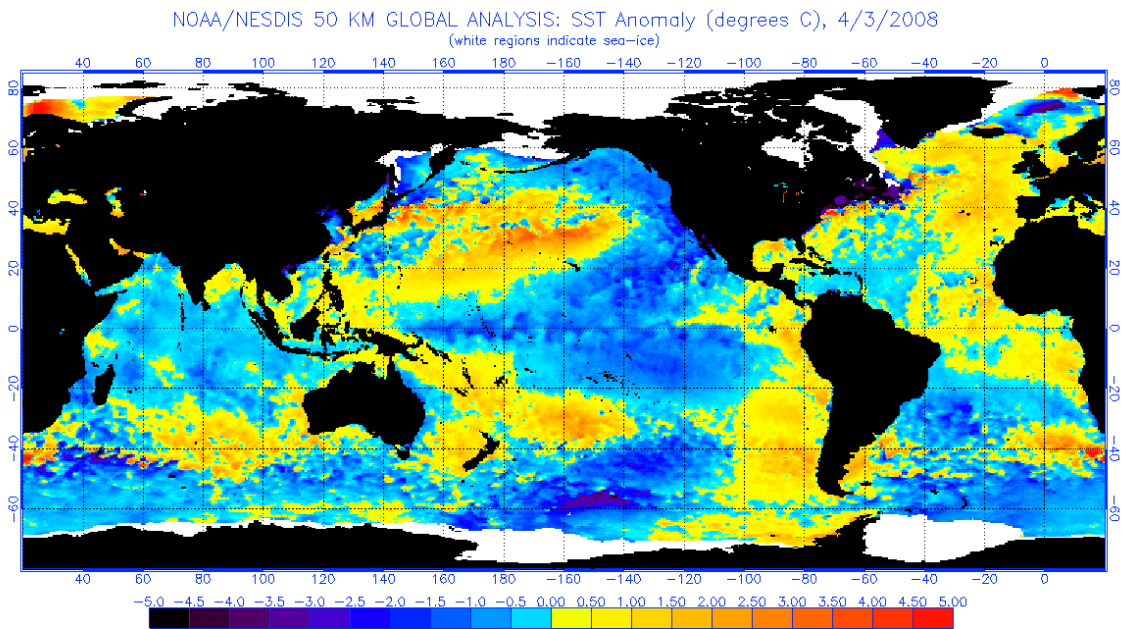 NOAA/NESDIS 50 KM GLOBAL ANALYSIS: SST Anomaly (degrees C), 4/3/2008
(white regions indicate sea-ice)
40 60 80 100 120 140 160 180 -160 -140 -120 -100 -80 -60 -40 -20 0
80 80
60 60
40 40
20 20
0 0
-20 -20
-40 -40
-60 -60
40 60 80 100 120 140 160 180 -160 -140 -120 -100 -80 -60 -40 -20 0
-5.0 -4.5 -4.0 -3.5 -3.0 -2.5 -2.0 -1.5 -1.0 -0.5 0.00 0.50 1.00 1.50 2.00 2.50 3.00 3.50 4.00 4.50 5.00